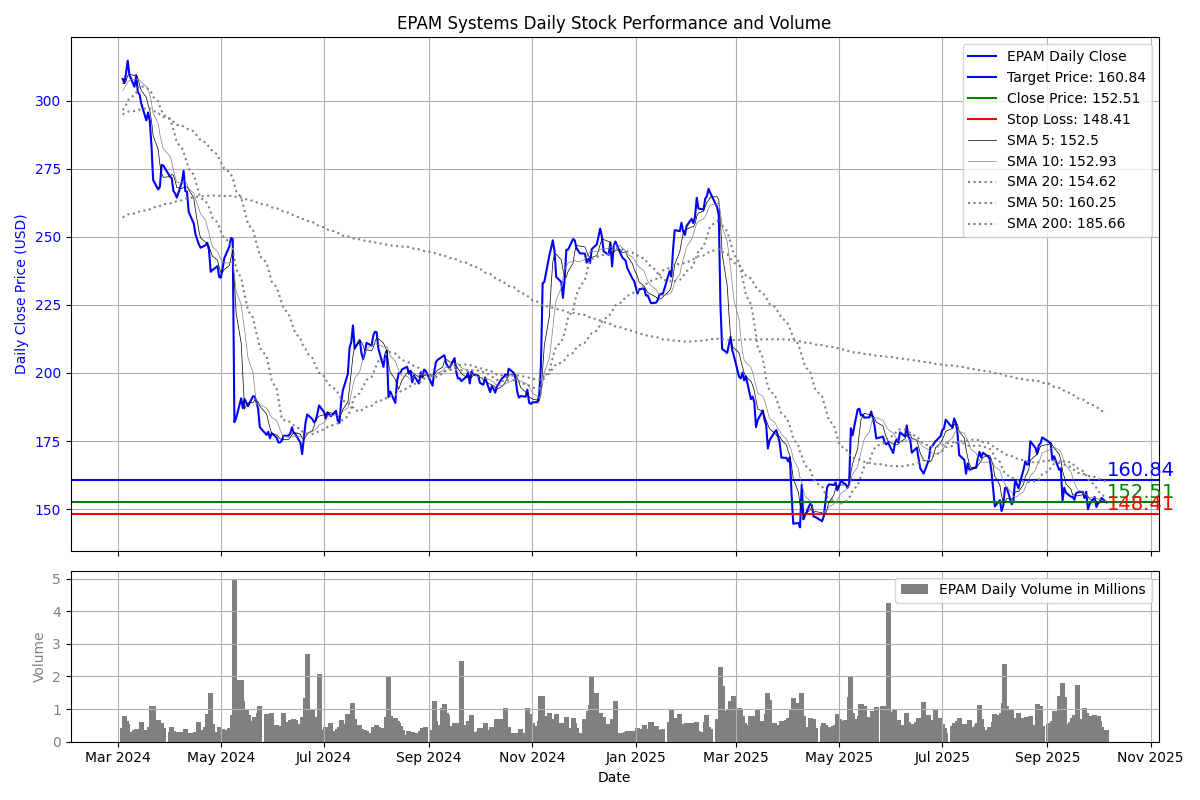 EPAM Systems Daily Stock Performance and Volume
Daily Close Price (USD)
300
275
250
225
200
175
150
EPAM Daily Close
Target Price: 160.84
Close Price: 152.51
Stop Loss: 148.41
SMA 5: 152.5
SMA 10: 152.93
SMA 20: 154.62
SMA 50: 160.25
SMA 200: 185.66
160.84
152.51
148.41
Volume
5
4
3
2
1
0
EPAM Daily Volume in Millions
Mar 2024 May 2024 Jul 2024 Sep 2024 Nov 2024 Jan 2025 Mar 2025 May 2025 Jul 2025 Sep 2025 Nov 2025
Date